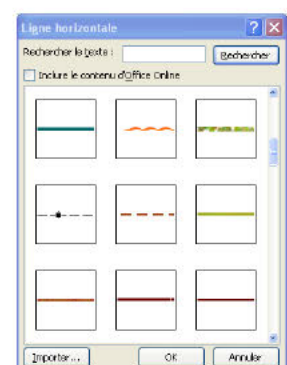 Ligne horizontale
Rechercher le texte :
Rechercher
Inclure le contenu d'Office Online
Importer...
OK
Annuler